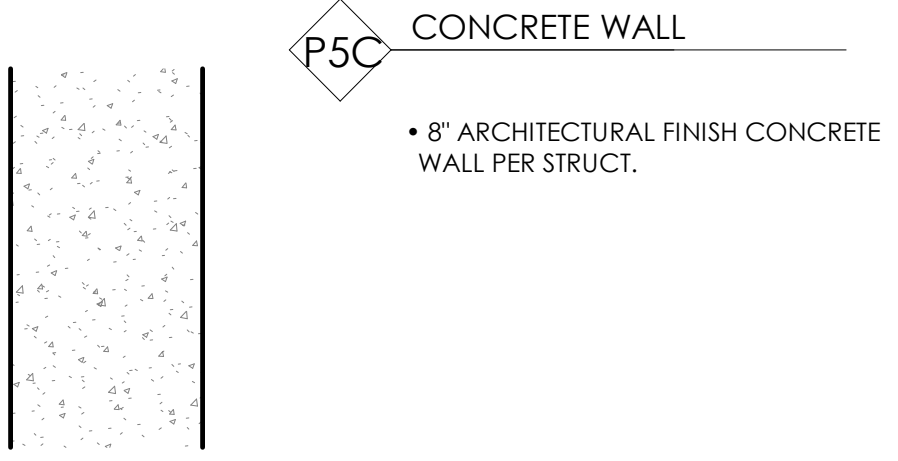 P5C
CONCRETE WALL
• 8" ARCHITECTURAL FINISH CONCRETE
WALL PER STRUCT.